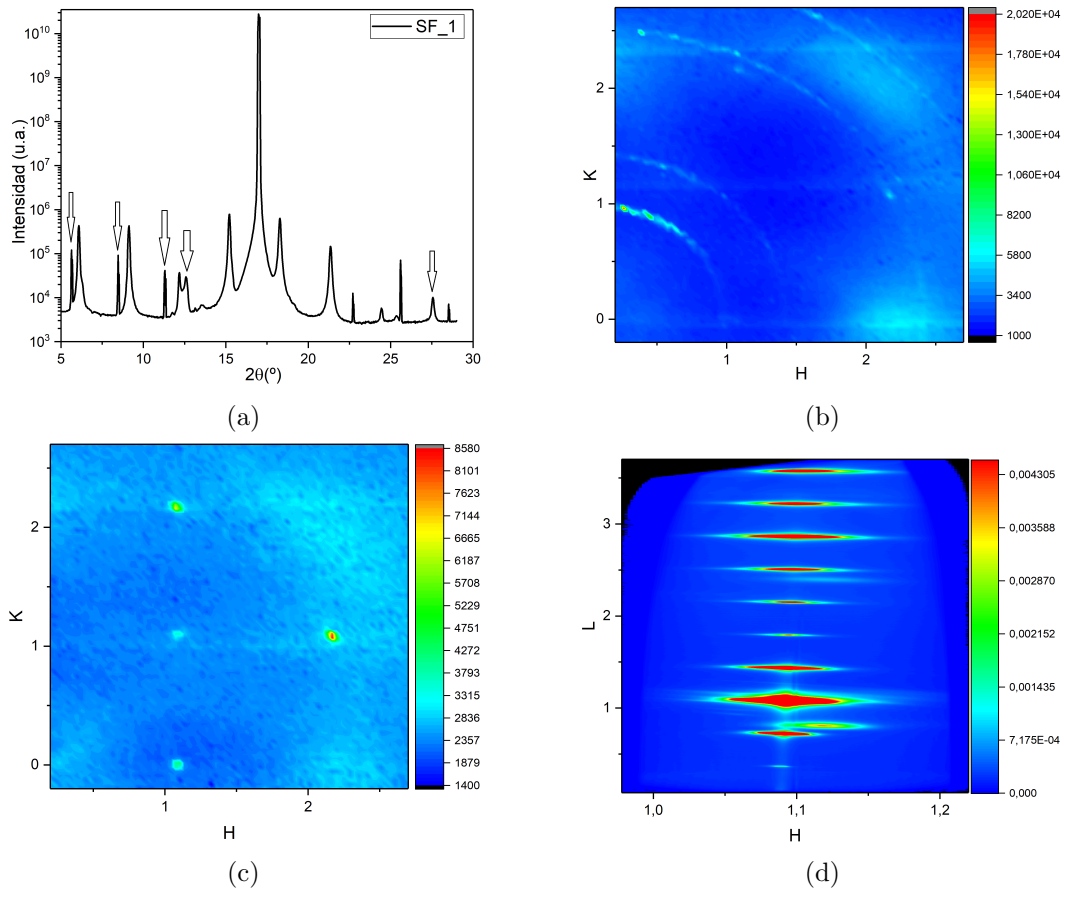 SF_1
Intensidad (u.a.)
10^10
10^9
10^8
10^7
10^6
10^5
10^4
10^3
5 10 15 20 25 30
2θ(º)
(a)
K
2
1
0
1 2
H
2,020E+04
1,780E+04
1,540E+04
1,300E+04
1,060E+04
8200
5800
3400
1000
(b)
K
2
1
0
1 2
H
8580
8101
7623
7144
6665
6187
5708
5229
4751
4272
3793
3315
2836
2357
1879
1400
(c)
L
3
2
1
1,0 1,1 1,2
H
0,004305
0,003588
0,002870
0,002152
0,001435
7,175E-04
0,000
(d)